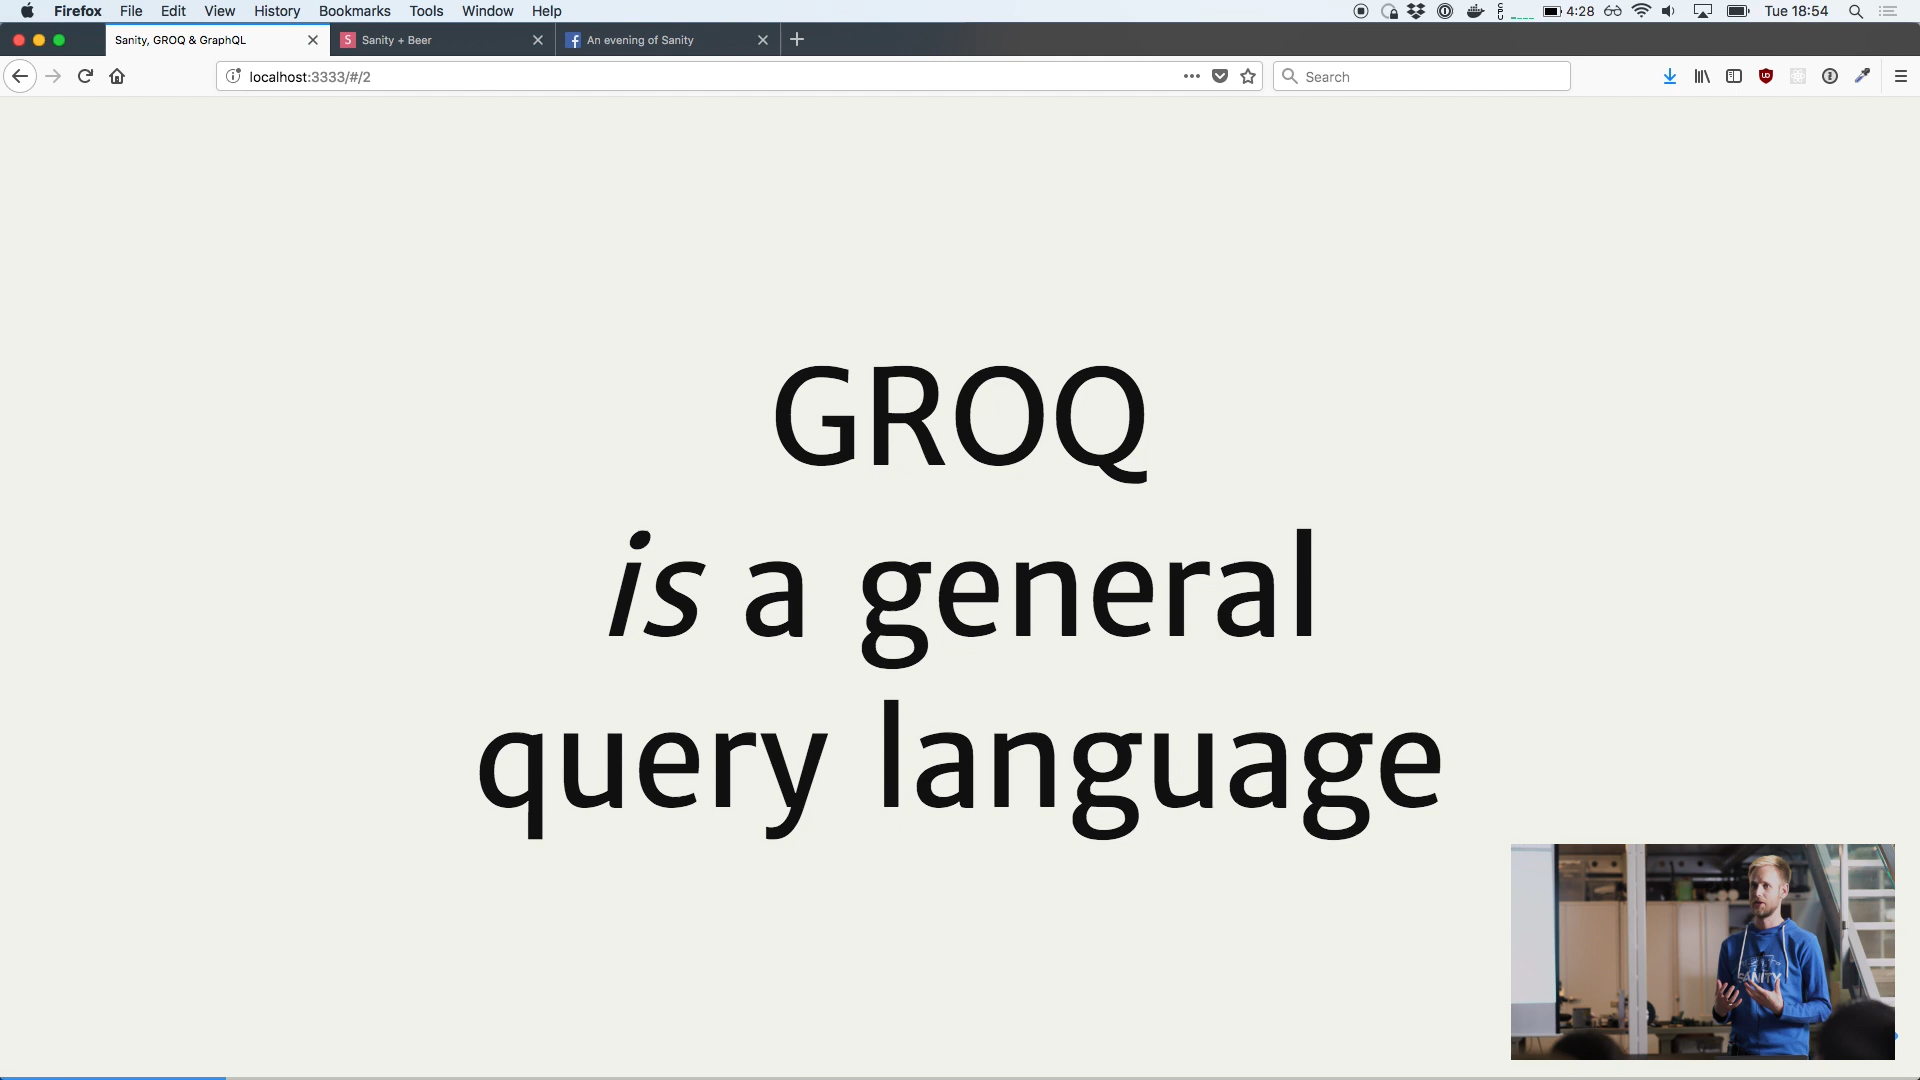 Firefox File Edit View History Bookmarks Tools Window Help 4:28 Tue 18:54
Sanity, GROQ & GraphQL S Sanity + Beer An evening of Sanity
localhost:3333/#/2 Search
GROQ
is a general
query language
SANITY